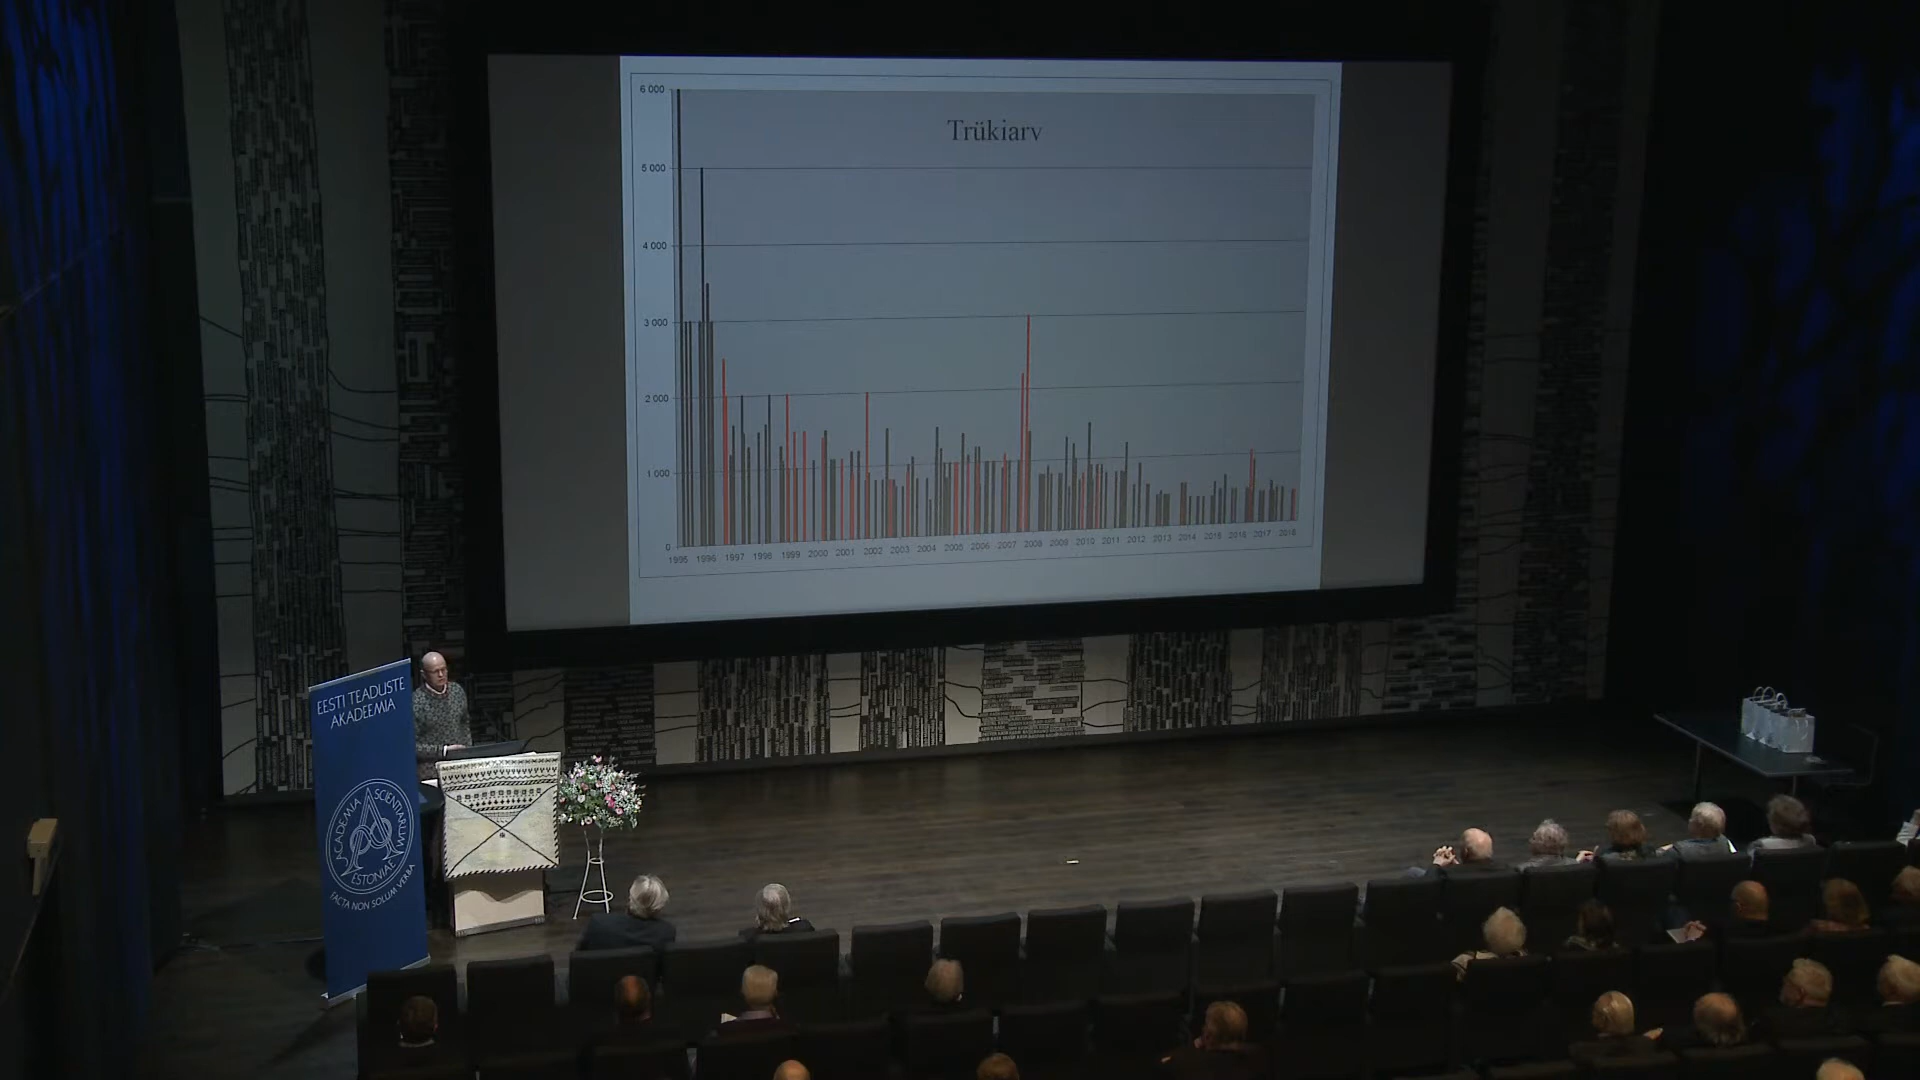 Trükiarv
6 000
5 000
4 000
3 000
2 000
1 000
0
1995 1996 1997 1998 1999 2000 2001 2002 2003 2004 2005 2006 2007 2008 2009 2010 2011 2012 2013 2014 2015 2016 2017 2018
EESTI TEADUSTE
AKADEEMIA
ACADEMIA SCIENTIARUM
ESTONIAE
FACTA NON SOLUM VERBA